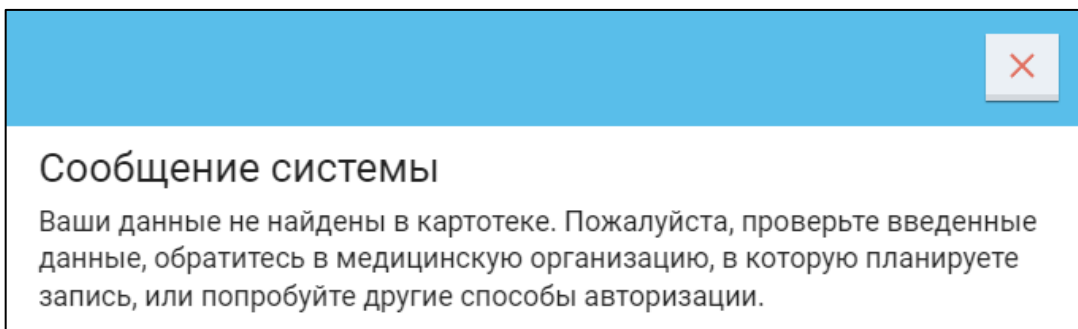 Сообщение системы
Ваши данные не найдены в картотеке. Пожалуйста, проверьте введенные
данные, обратитесь в медицинскую организацию, в которую планируете
запись, или попробуйте другие способы авторизации.